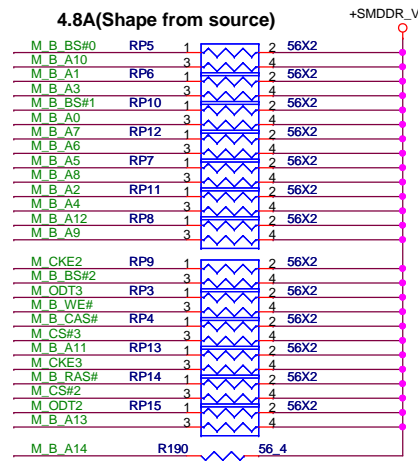 4.8A(Shape from source) +SMDDR_V
M_B_BS#0 RP5 1 2 56X2
M_B_A10 3 4
M_B_A1 RP6 1 2 56X2
M_B_A3 3 4
M_B_BS#1 RP10 1 2 56X2
M_B_A0 3 4
M_B_A7 RP12 1 2 56X2
M_B_A6 3 4
M_B_A5 RP7 1 2 56X2
M_B_A8 3 4
M_B_A2 RP11 1 2 56X2
M_B_A4 3 4
M_B_A12 RP8 1 2 56X2
M_B_A9 3 4
M_CKE2 RP9 1 2 56X2
M_B_BS#2 3 4
M_ODT3 RP3 1 2 56X2
M_B_WE# 3 4
M_B_CAS# RP4 1 2 56X2
M_CS#3 3 4
M_B_A11 RP13 1 2 56X2
M_CKE3 3 4
M_B_RAS# RP14 1 2 56X2
M_CS#2 3 4
M_ODT2 RP15 1 2 56X2
M_B_A13 3 4
M_B_A14 R190 56_4